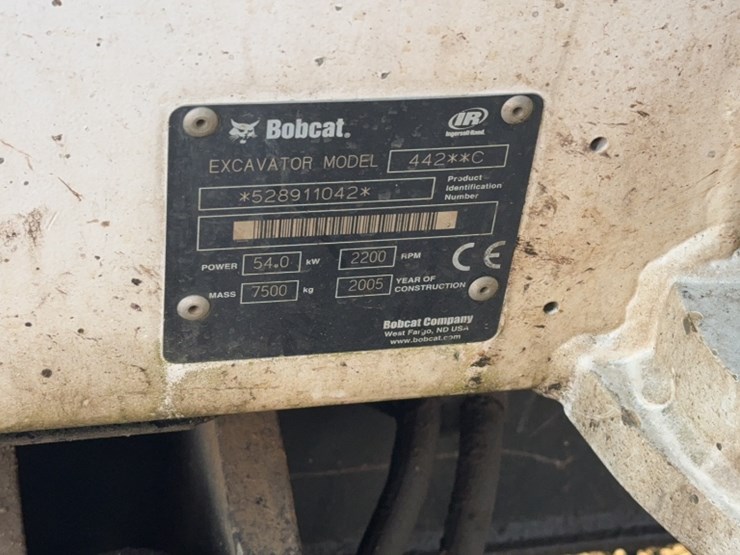 Bobcat®
IR
Ingersoll-Rand
EXCAVATOR MODEL 442**C
*528911042*
Product
Identification
Number
POWER 54.0 kW 2200 RPM
CE
MASS 7500 kg 2005 YEAR OF CONSTRUCTION
Bobcat Company
West Fargo, ND USA
www.bobcat.com